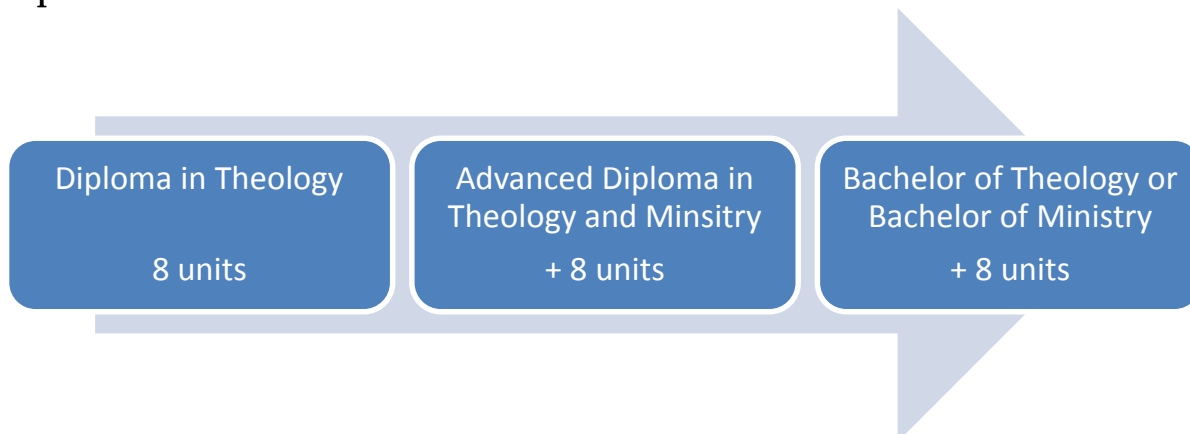 Diploma in Theology
8 units
Advanced Diploma in
Theology and Minsitry
+ 8 units
Bachelor of Theology or
Bachelor of Ministry
+ 8 units